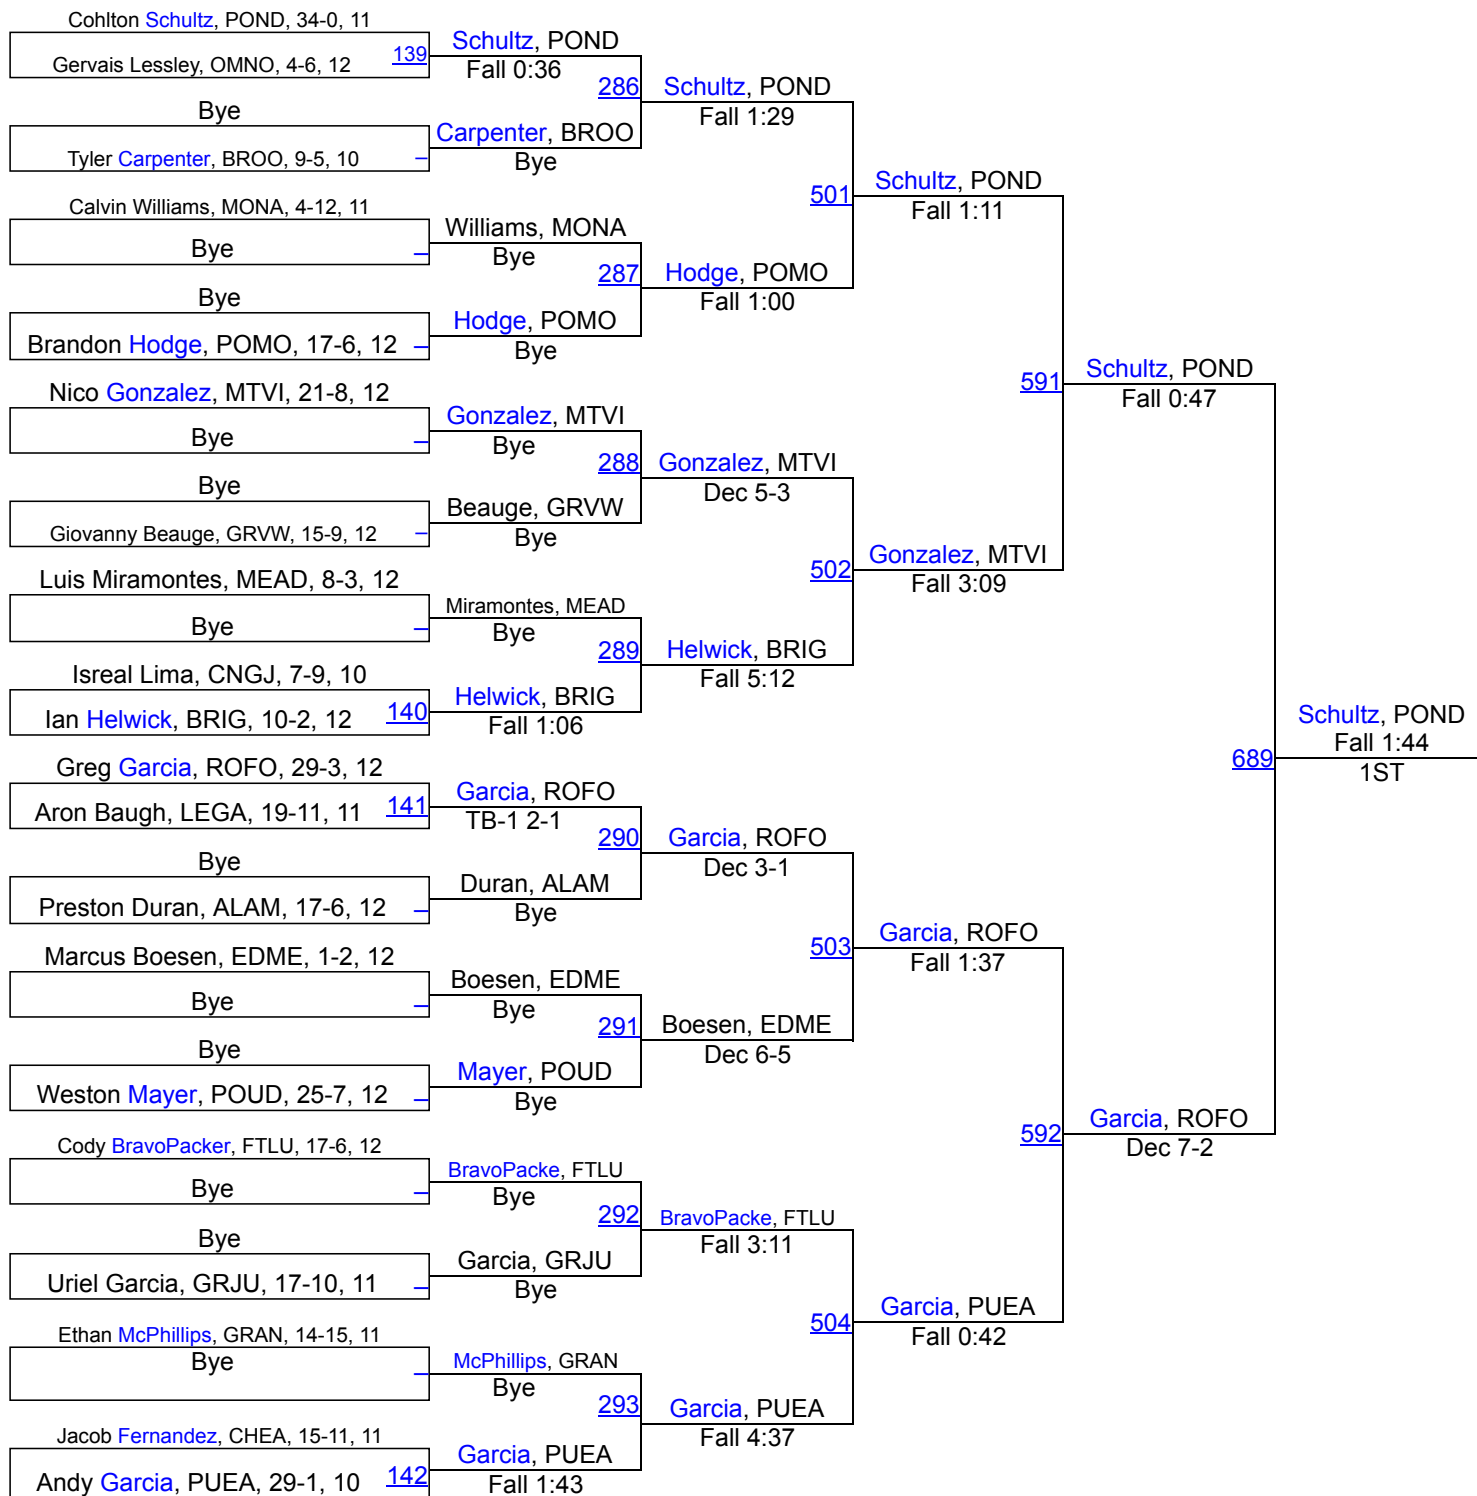 Cohlton Schultz, POND, 34-0, 11
139
Gervais Lessley, OMNO, 4-6, 12
Bye
Tyler Carpenter, BROO, 9-5, 10
Calvin Williams, MONA, 4-12, 11
Bye
Bye
Brandon Hodge, POMO, 17-6, 12
Nico Gonzalez, MTVI, 21-8, 12
Bye
Bye
Giovanny Beauge, GRVW, 15-9, 12
Luis Miramontes, MEAD, 8-3, 12
Bye
Isreal Lima, CNGJ, 7-9, 10
Ian Helwick, BRIG, 10-2, 12
140
Greg Garcia, ROFO, 29-3, 12
Aron Baugh, LEGA, 19-11, 11
141
Bye
Preston Duran, ALAM, 17-6, 12
Marcus Boesen, EDME, 1-2, 12
Bye
Bye
Weston Mayer, POUD, 25-7, 12
Cody BravoPacker, FTLU, 17-6, 12
Bye
Bye
Uriel Garcia, GRJU, 17-10, 11
Ethan McPhillips, GRAN, 14-15, 11
Bye
Jacob Fernandez, CHEA, 15-11, 11
Andy Garcia, PUEA, 29-1, 10
142
Schultz, POND
Fall 0:36
286
Carpenter, BROO
Bye
Williams, MONA
Bye
287
Hodge, POMO
Bye
Gonzalez, MTVI
Bye
288
Beauge, GRVW
Bye
Miramontes, MEAD
Bye
289
Helwick, BRIG
Fall 1:06
Garcia, ROFO
TB-1 2-1
290
Duran, ALAM
Bye
Boesen, EDME
Bye
291
Mayer, POUD
Bye
BravoPacke, FTLU
Bye
292
Garcia, GRJU
Bye
McPhillips, GRAN
Bye
293
Garcia, PUEA
Fall 1:43
Schultz, POND
Fall 1:29
501
Hodge, POMO
Fall 1:00
Gonzalez, MTVI
Dec 5-3
502
Helwick, BRIG
Fall 5:12
Garcia, ROFO
Dec 3-1
503
Boesen, EDME
Dec 6-5
BravoPacke, FTLU
Fall 3:11
504
Garcia, PUEA
Fall 4:37
Schultz, POND
Fall 1:11
591
Gonzalez, MTVI
Fall 3:09
Garcia, ROFO
Fall 1:37
592
Garcia, PUEA
Fall 0:42
Schultz, POND
Fall 0:47
689
Garcia, ROFO
Dec 7-2
Schultz, POND
Fall 1:44
1ST